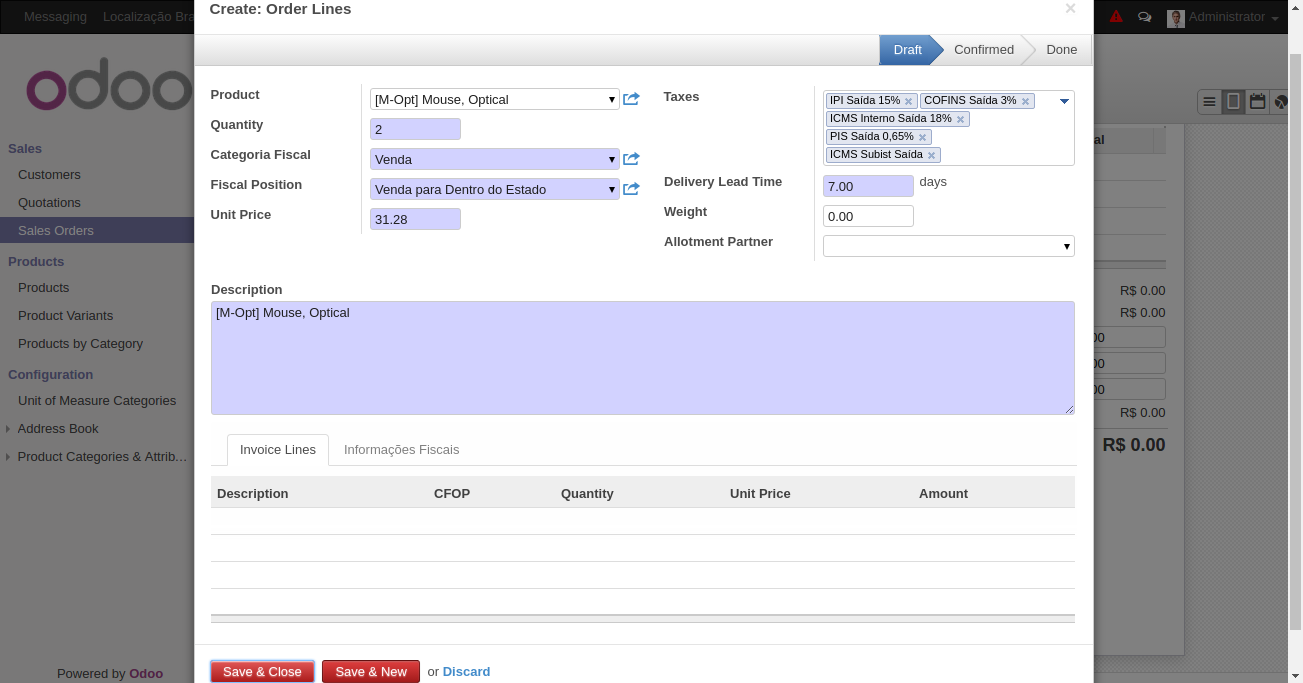 Messaging Localização Bra
Administrator
Create: Order Lines ×
Draft Confirmed Done
odoo
Sales
Customers
Quotations
Sales Orders
Products
Products
Product Variants
Products by Category
Configuration
Unit of Measure Categories
Address Book
Product Categories & Attrib...
Powered by Odoo
Product [M-Opt] Mouse, Optical
Quantity 2
Categoria Fiscal Venda
Fiscal Position Venda para Dentro do Estado
Unit Price 31.28
Taxes IPI Saída 15% × COFINS Saída 3% ×
ICMS Interno Saída 18% ×
PIS Saída 0,65% ×
ICMS Subist Saída ×
Delivery Lead Time 7.00 days
Weight 0.00
Allotment Partner
Description
[M-Opt] Mouse, Optical
Invoice Lines Informações Fiscais
Description CFOP Quantity Unit Price Amount
Save & Close Save & New or Discard
al
R$ 0.00
R$ 0.00
00
00
00
R$ 0.00
R$ 0.00